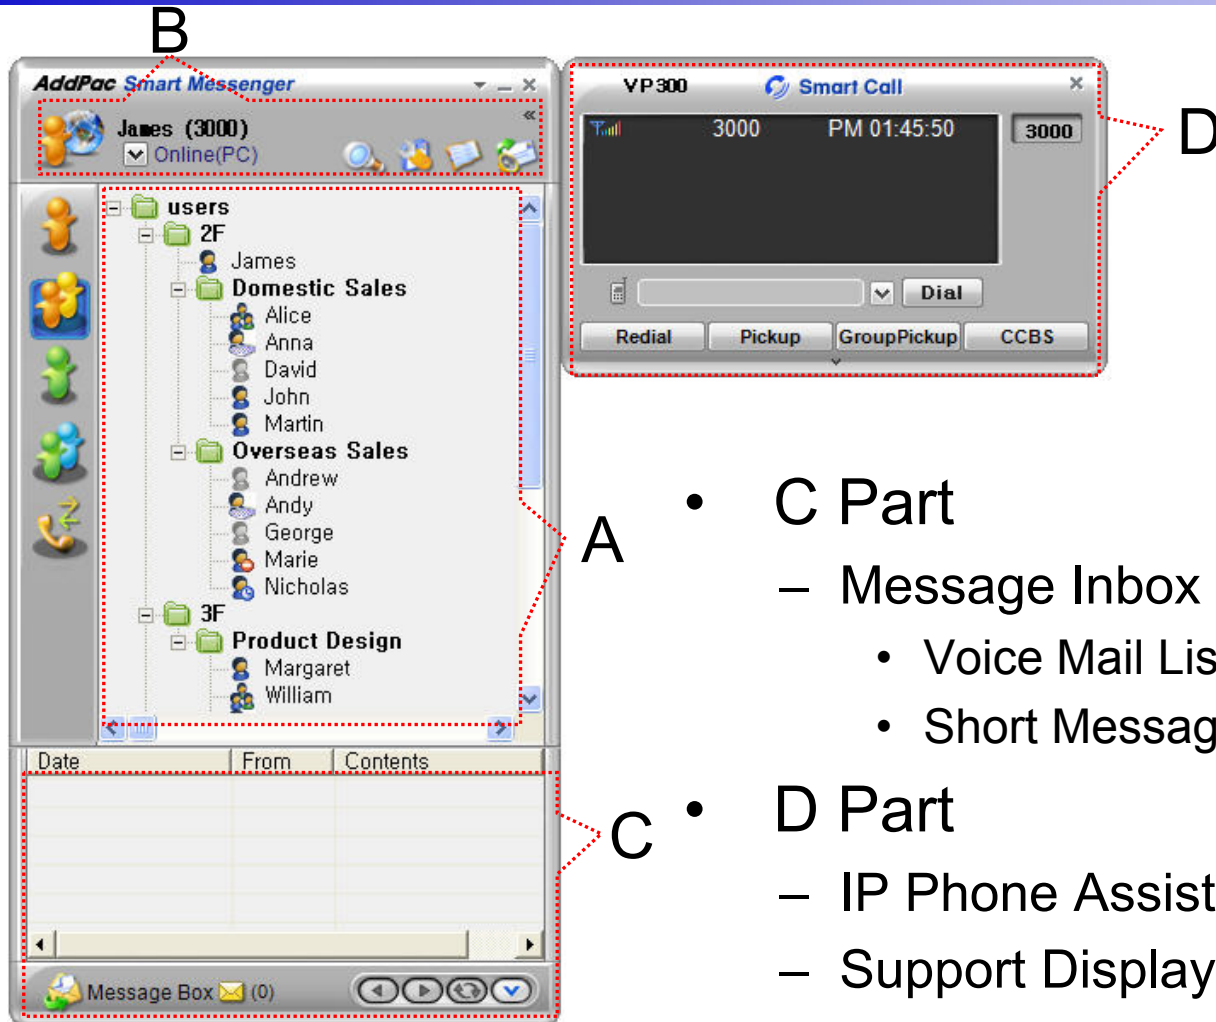 B
AddPac Smart Messenger
James (3000)
Online(PC)
users
2F
James
Domestic Sales
Alice
Anna
David
John
Martin
Overseas Sales
Andrew
Andy
George
Marie
Nicholas
3F
Product Design
Margaret
William
A
Date From Contents
C
Message Box (0)
VP300 Smart Call
3000 PM 01:45:50 3000
Dial
Redial Pickup GroupPickup CCBS
D
• C Part
– Message Inbox
• Voice Mail Lis
• Short Messag
• D Part
– IP Phone Assist
– Support Display